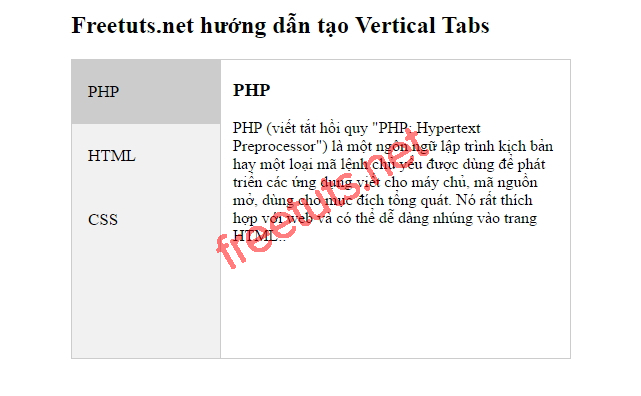 Freetuts.net hướng dẫn tạo Vertical Tabs
PHP
HTML
CSS
PHP
PHP (viết tắt hồi quy "PHP: Hypertext
Preprocessor") là một ngôn ngữ lập trình kịch bản
hay một loại mã lệnh chủ yếu được dùng để phát
triển các ứng dụng viết cho máy chủ, mã nguồn
mở, dùng cho mục đích tổng quát. Nó rất thích
hợp với web và có thể dễ dàng nhúng vào trang
HTML..
freetuts.net